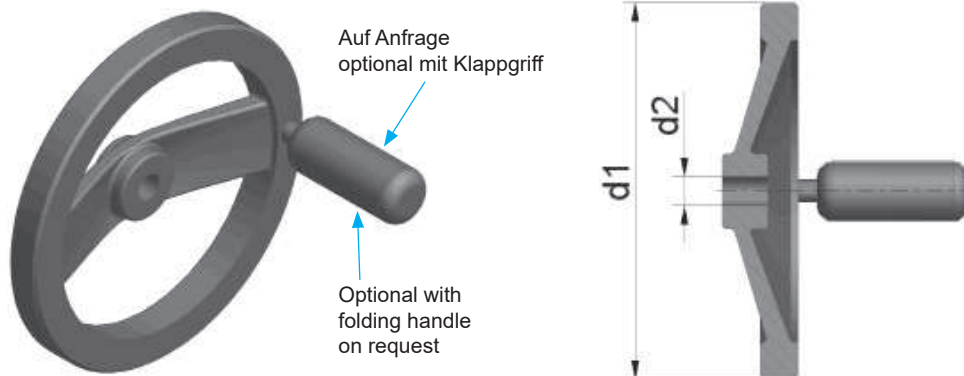 Auf Anfrage
optional mit Klappgriff
Optional with
folding handle
on request
d1
d2